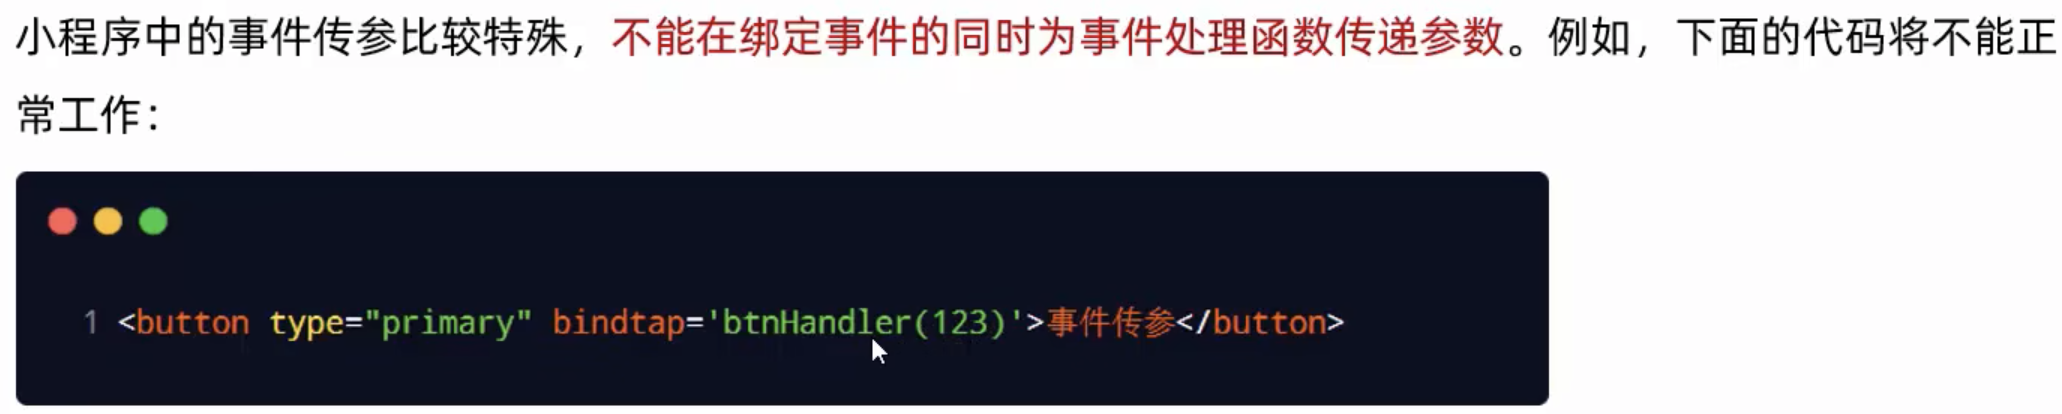 小程序中的事件传参比较特殊，不能在绑定事件的同时为事件处理函数传递参数。例如，下面的代码将不能正
常工作：
1 <button type="primary" bindtap='btnHandler(123)'>事件传参</button>